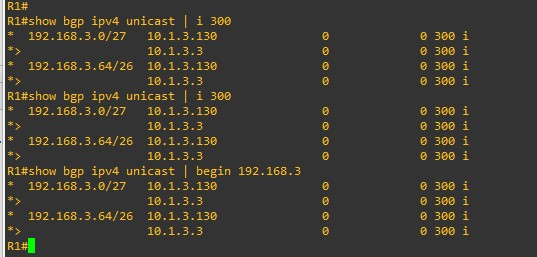 R1#
R1#show bgp ipv4 unicast | i 300
*  192.168.3.0/27   10.1.3.130               0             0 300 i
*>                  10.1.3.3                 0             0 300 i
*  192.168.3.64/26  10.1.3.130               0             0 300 i
*>                  10.1.3.3                 0             0 300 i
R1#show bgp ipv4 unicast | i 300
*  192.168.3.0/27   10.1.3.130               0             0 300 i
*>                  10.1.3.3                 0             0 300 i
*  192.168.3.64/26  10.1.3.130               0             0 300 i
*>                  10.1.3.3                 0             0 300 i
R1#show bgp ipv4 unicast | begin 192.168.3
*  192.168.3.0/27   10.1.3.130               0             0 300 i
*>                  10.1.3.3                 0             0 300 i
*  192.168.3.64/26  10.1.3.130               0             0 300 i
*>                  10.1.3.3                 0             0 300 i
R1#